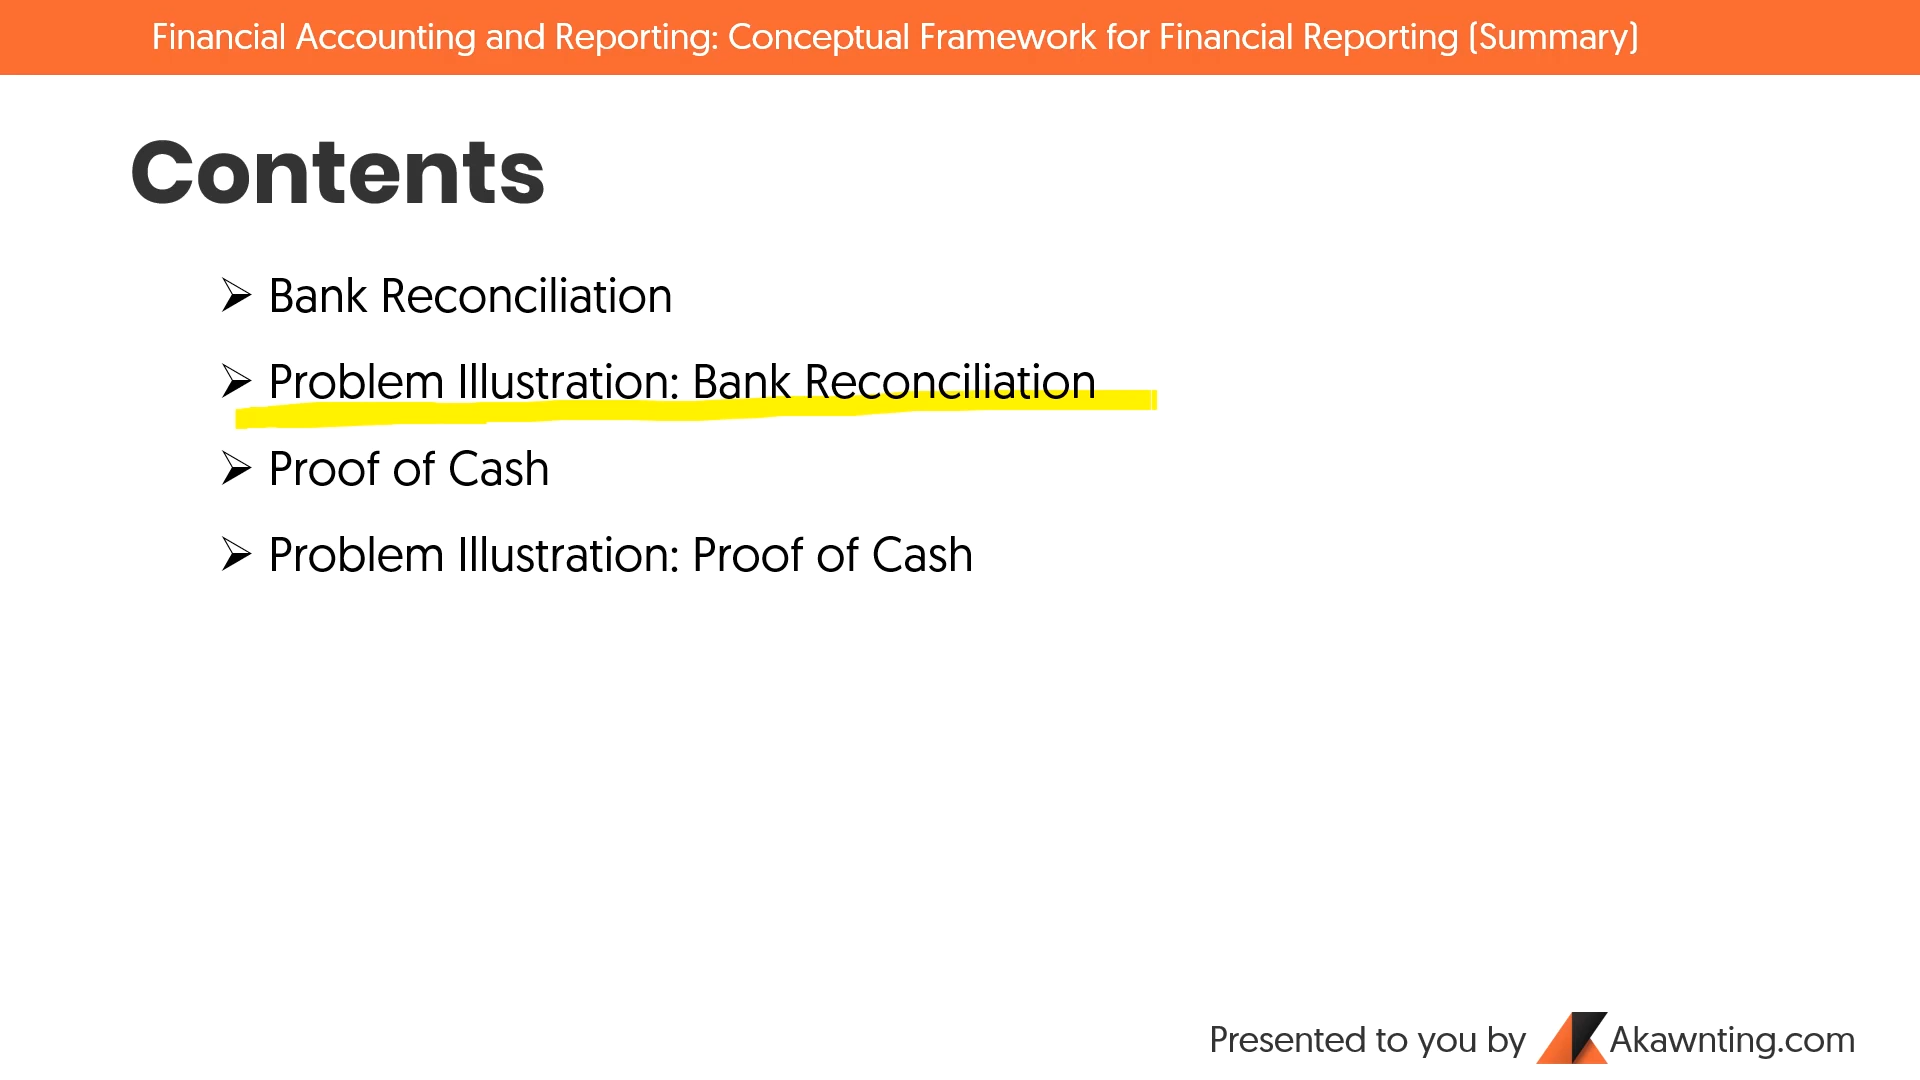 Financial Accounting and Reporting: Conceptual Framework for Financial Reporting (Summary)
Contents
Bank Reconciliation
Problem Illustration: Bank Reconciliation
Proof of Cash
Problem Illustration: Proof of Cash
Presented to you by Akawnting.com